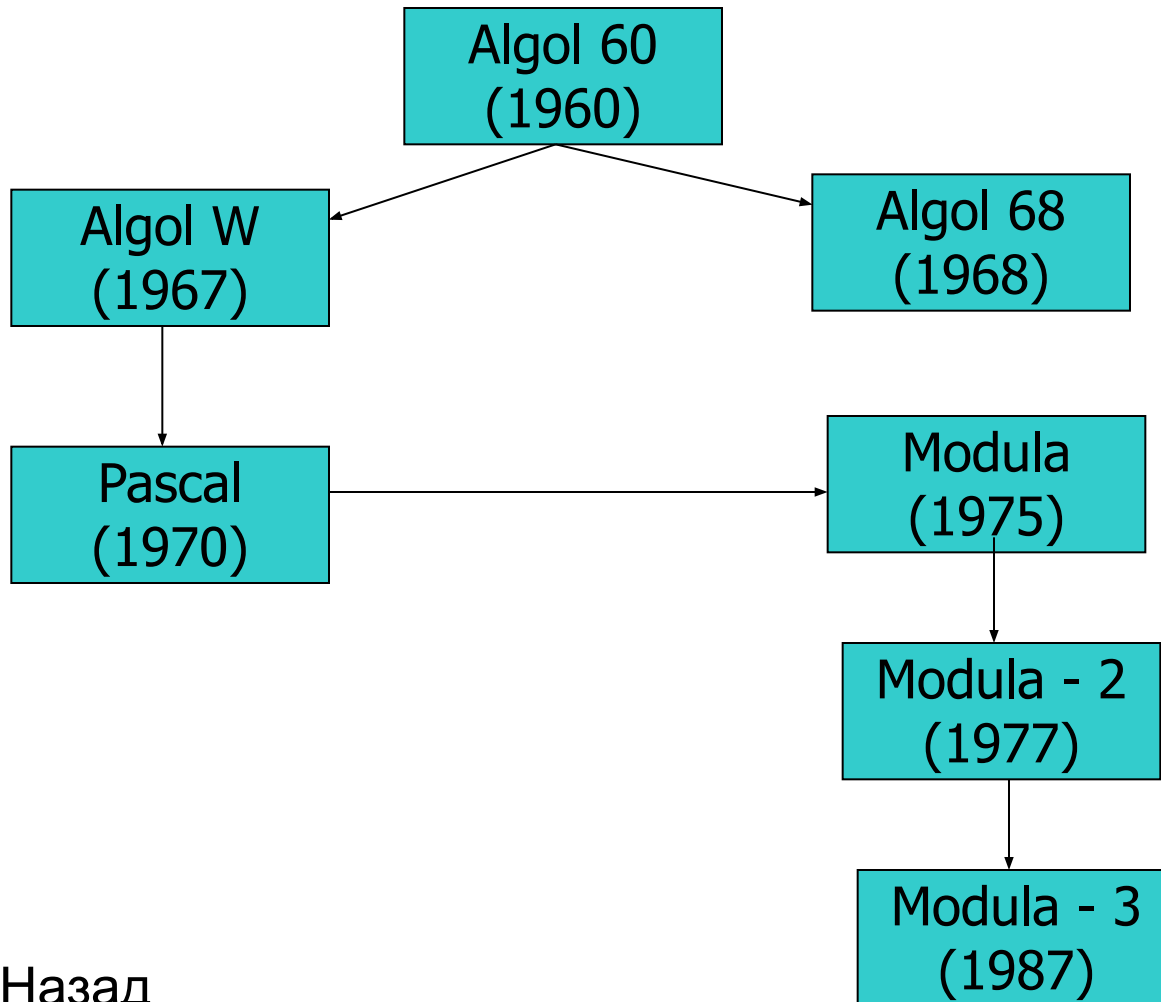 Algol 60
(1960)
Algol W
(1967)
Algol 68
(1968)
Pascal
(1970)
Modula
(1975)
Modula - 2
(1977)
Modula - 3
(1987)
Назад